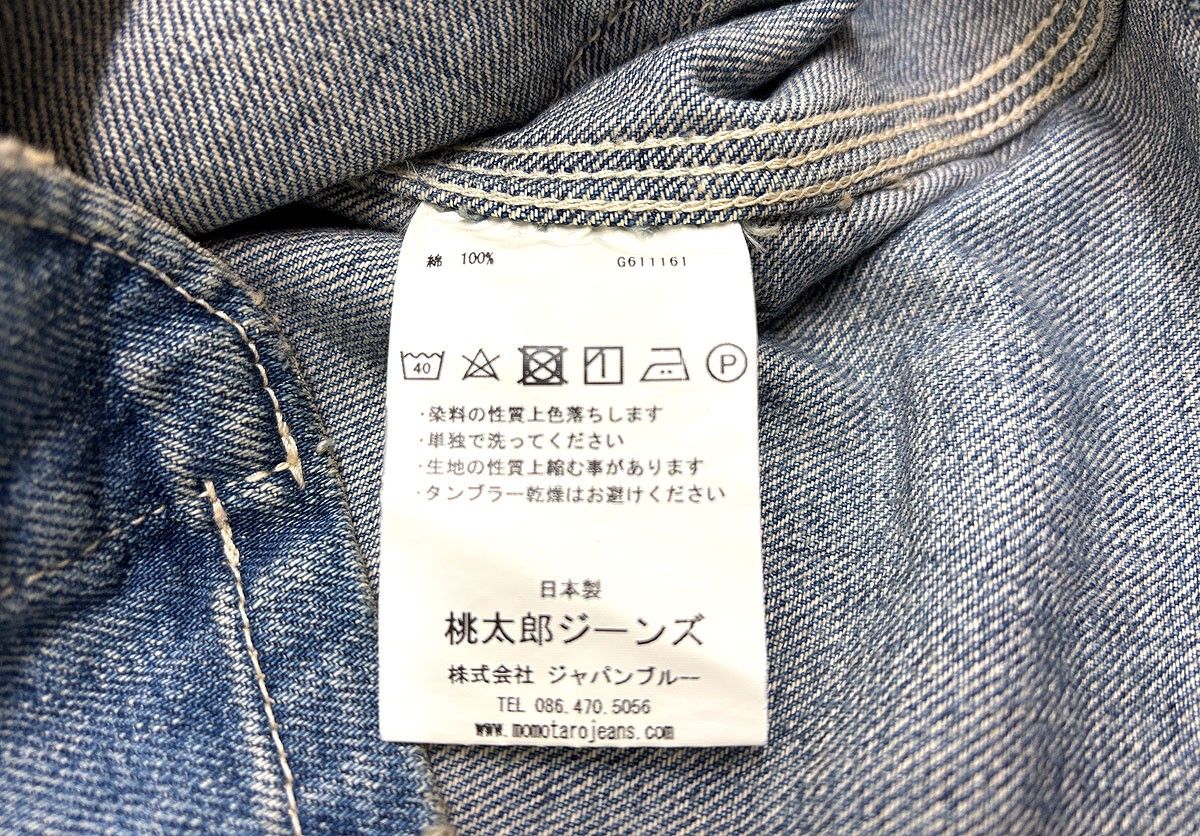 綿 100% G611161
40 P
・染料の性質上色落ちします
・単独で洗ってください
・生地の性質上縮む事があります
・タンブラー乾燥はお避けください
日本製
桃太郎ジーンズ
株式会社 ジャパンブルー
TEL 086.470.5056
www.momotarojeans.com